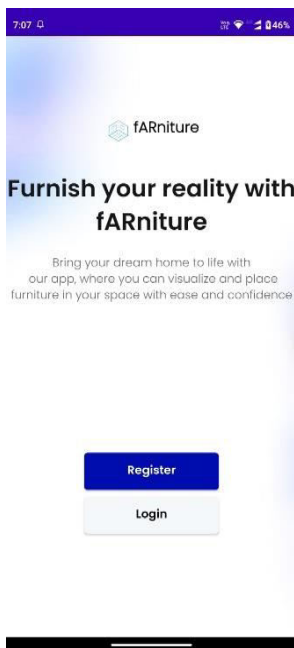 7:07
46%
fARniture
Furnish your reality with
fARniture
Bring your dream home to life with
our app, where you can visualize and place
furniture in your space with ease and confidence
Register
Login